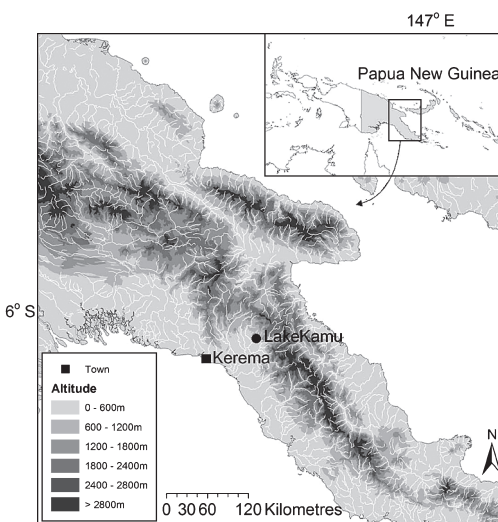 147° E
Papua New Guinea
6° S
LakeKamu
Kerema
Town
Altitude
0 - 600m
600 - 1200m
1200 - 1800m
1800 - 2400m
2400 - 2800m
> 2800m
N
0 30 60 120 Kilometres